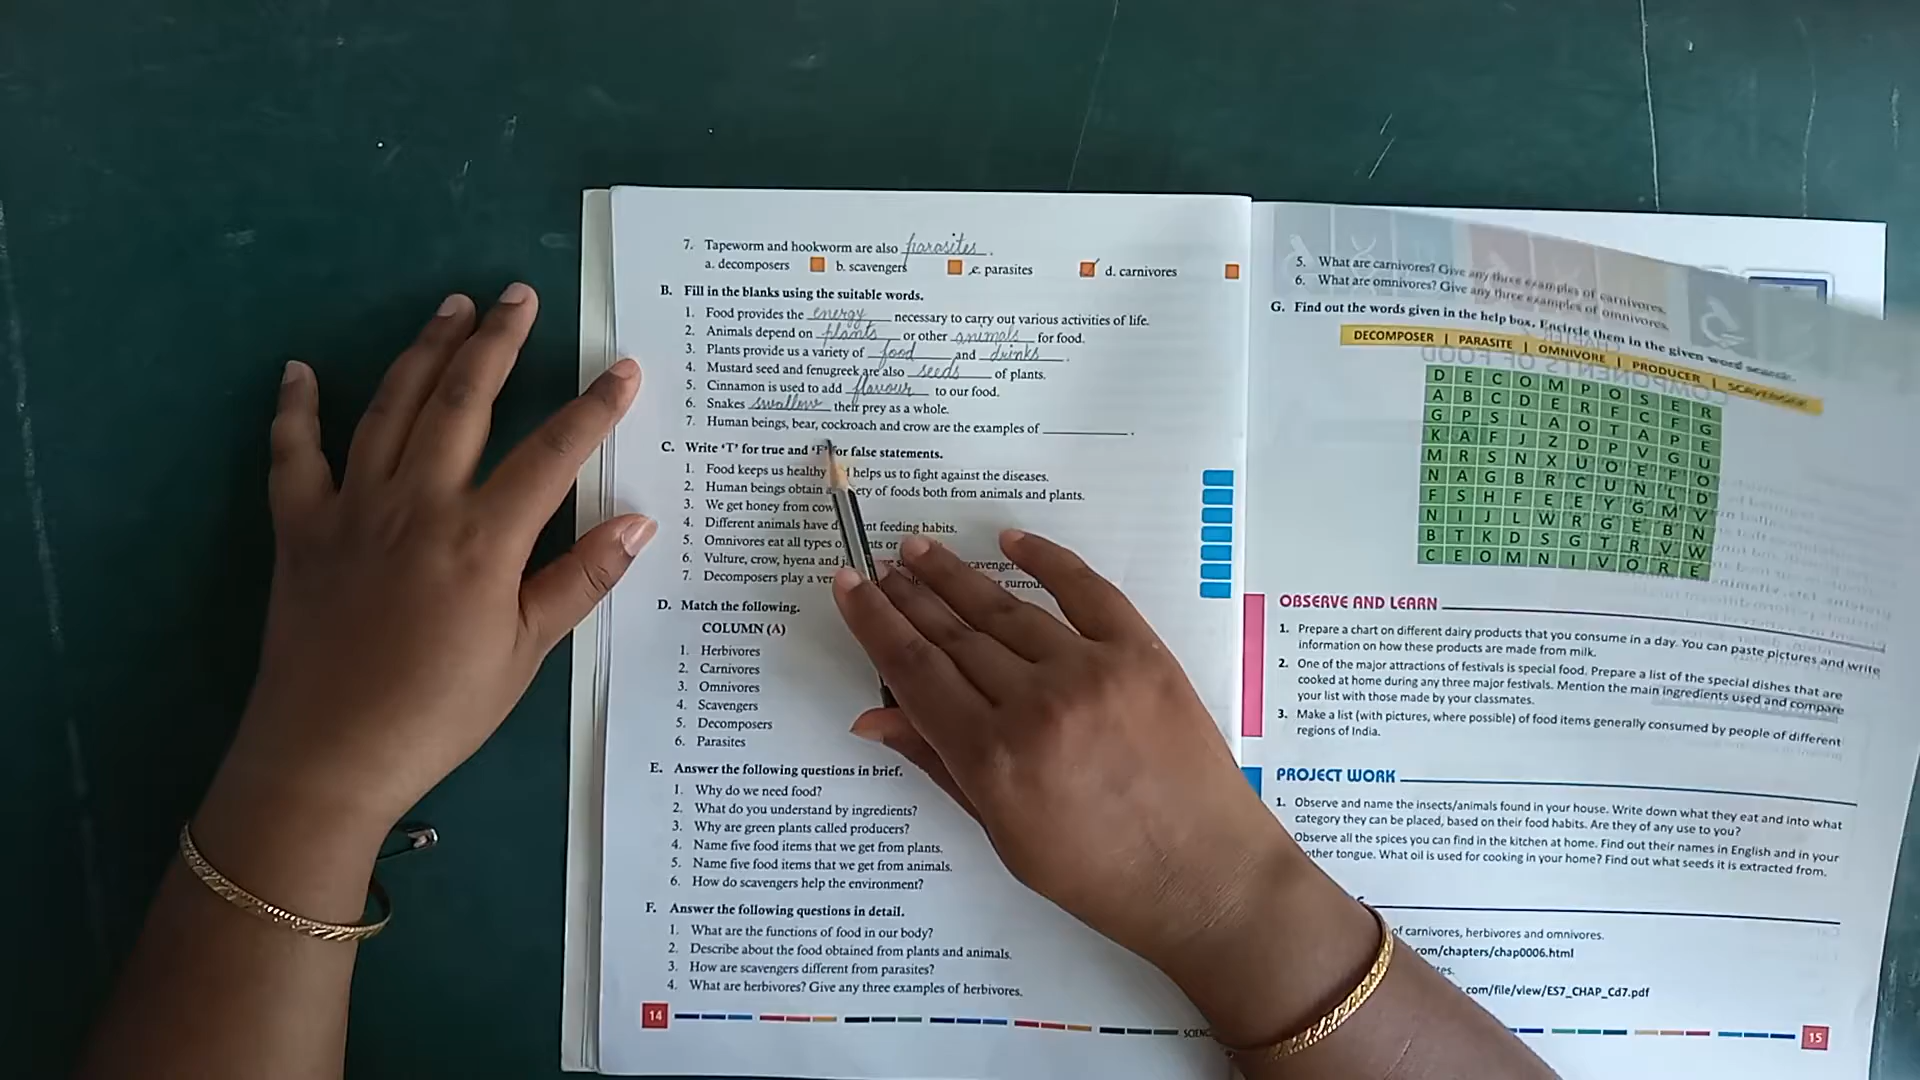 7. Tapeworm and hookworm are also parasites.
a. decomposers b. scavengers c. parasites d. carnivores
B. Fill in the blanks using the suitable words.
1. Food provides the energy necessary to carry out various activities of life.
2. Animals depend on plants or other animals for food.
3. Plants provide us a variety of food and drinks.
4. Mustard seed and fenugreek are also seeds of plants.
5. Cinnamon is used to add flavour to our food.
6. Snakes swallow their prey as a whole.
7. Human beings, bear, cockroach and crow are the examples of ________.
C. Write 'T' for true and 'F' for false statements.
1. Food keeps us healthy helps us to fight against the diseases.
2. Human beings obtain a ety of foods both from animals and plants.
3. We get honey from cow
4. Different animals have d nt feeding habits.
5. Omnivores eat all types o nts or
6. Vulture, crow, hyena and j re s cavenger
7. Decomposers play a ver surrou
D. Match the following.
COLUMN (A)
1. Herbivores
2. Carnivores
3. Omnivores
4. Scavengers
5. Decomposers
6. Parasites
E. Answer the following questions in brief.
1. Why do we need food?
2. What do you understand by ingredients?
3. Why are green plants called producers?
4. Name five food items that we get from plants.
5. Name five food items that we get from animals.
6. How do scavengers help the environment?
F. Answer the following questions in detail.
1. What are the functions of food in our body?
2. Describe about the food obtained from plants and animals.
3. How are scavengers different from parasites?
4. What are herbivores? Give any three examples of herbivores.
14
SCIENC
5. What are carnivores? Give any three examples of carnivores.
6. What are omnivores? Give any three examples of omnivores.
G. Find out the words given in the help box. Encircle them in the given word search.
DECOMPOSER | PARASITE | OMNIVORE | PRODUCER | SCAVENGER
D E C O M P O S E R
A B C D E R F C F G
G P S L A O T A P E
K A F J Z D P V G U
M R S N X U O E F O
N A G B R C U N L D
F S H F E E Y G M V
N I J L W R G E B N
B T K D S G T R V W
C E O M N I V O R E
OBSERVE AND LEARN
1. Prepare a chart on different dairy products that you consume in a day. You can paste pictures and write
information on how these products are made from milk.
2. One of the major attractions of festivals is special food. Prepare a list of the special dishes that are
cooked at home during any three major festivals. Mention the main ingredients used and compare
your list with those made by your classmates.
3. Make a list (with pictures, where possible) of food items generally consumed by people of different
regions of India.
PROJECT WORK
1. Observe and name the insects/animals found in your house. Write down what they eat and into what
category they can be placed, based on their food habits. Are they of any use to you?
Observe all the spices you can find in the kitchen at home. Find out their names in English and in your
other tongue. What oil is used for cooking in your home? Find out what seeds it is extracted from.
of carnivores, herbivores and omnivores.
com/chapters/chap0006.html
tes.
com/file/view/ES7_CHAP_Cd7.pdf
15